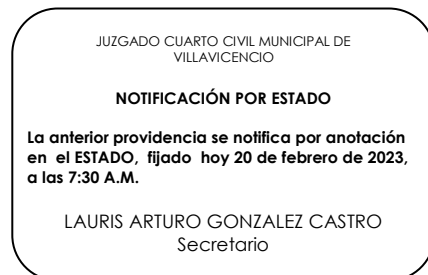 JUZGADO CUARTO CIVIL MUNICIPAL DE
VILLAVICENCIO
NOTIFICACIÓN POR ESTADO
La anterior providencia se notifica por anotación
en el ESTADO, fijado hoy 20 de febrero de 2023,
a las 7:30 A.M.
LAURIS ARTURO GONZALEZ CASTRO
Secretario